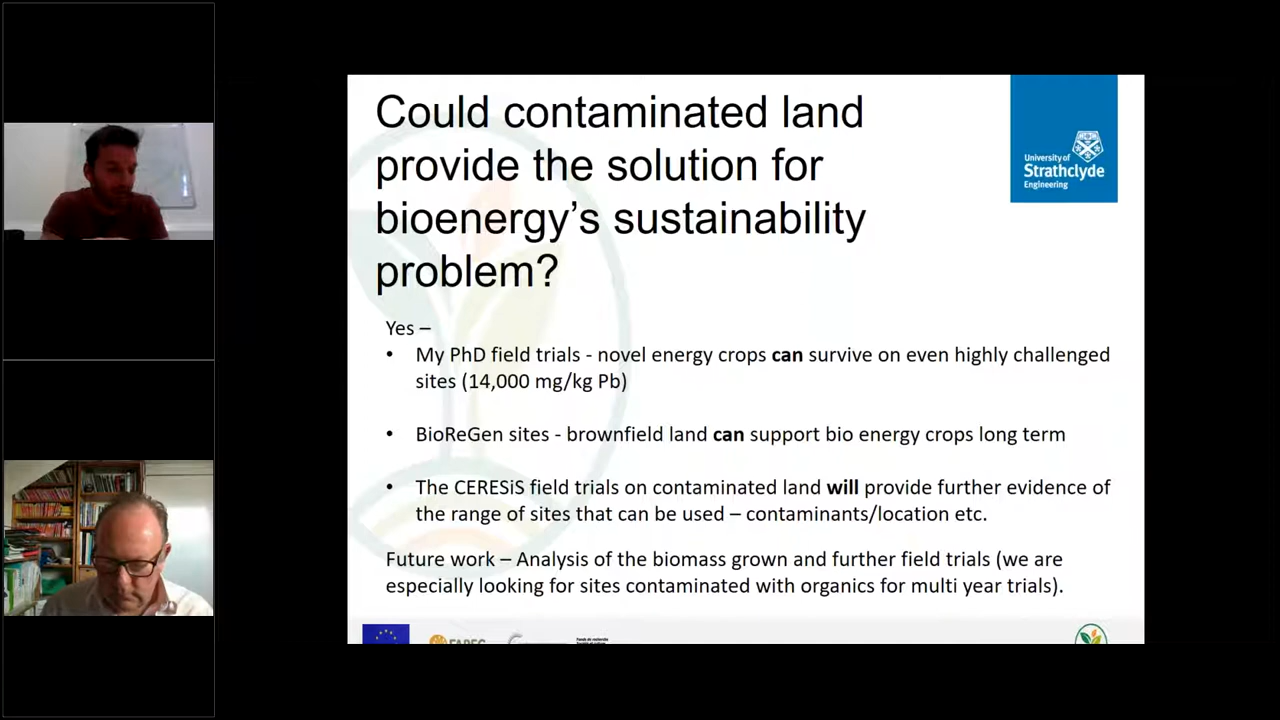 Could contaminated land
provide the solution for
bioenergy’s sustainability
problem?
University of
Strathclyde
Engineering
Yes –
• My PhD field trials - novel energy crops can survive on even highly challenged
sites (14,000 mg/kg Pb)
• BioReGen sites - brownfield land can support bio energy crops long term
• The CERESiS field trials on contaminated land will provide further evidence of
the range of sites that can be used – contaminants/location etc.
Future work – Analysis of the biomass grown and further field trials (we are
especially looking for sites contaminated with organics for multi year trials).